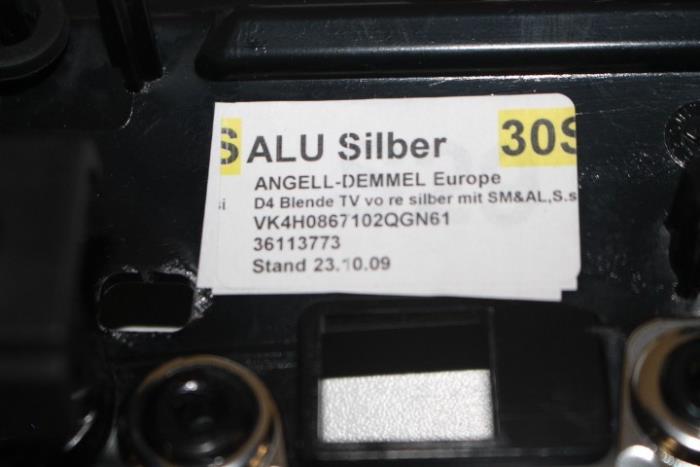 S ALU Silber 30S
ANGELL-DEMMEL Europe
si D4 Blende TV vo re silber mit SM&AL,S.s
VK4H0867102QGN61
36113773
Stand 23.10.09